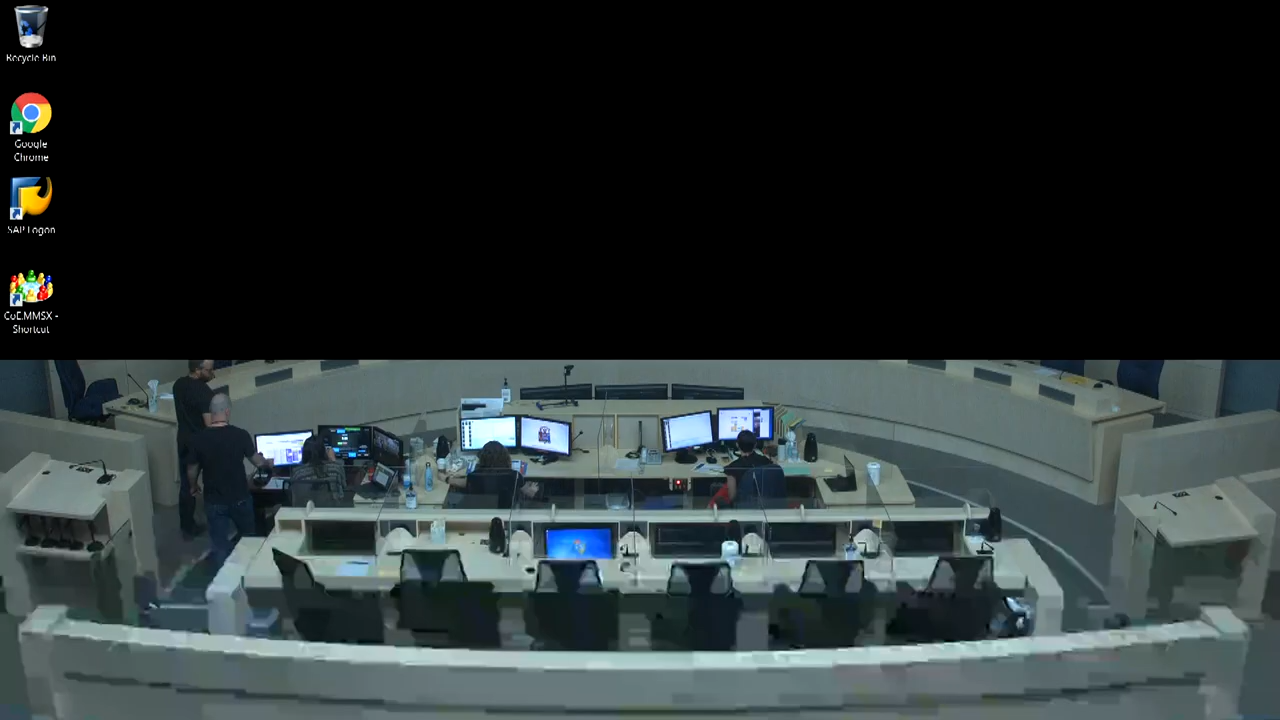 Recycle Bin
Google
Chrome
SAP Logon
CoE.MMSX -
Shortcut